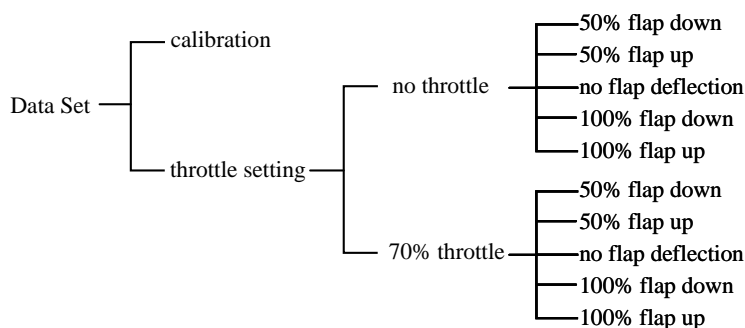 Data Set
calibration
throttle setting
no throttle
50% flap down
50% flap up
no flap deflection
100% flap down
100% flap up
70% throttle
50% flap down
50% flap up
no flap deflection
100% flap down
100% flap up